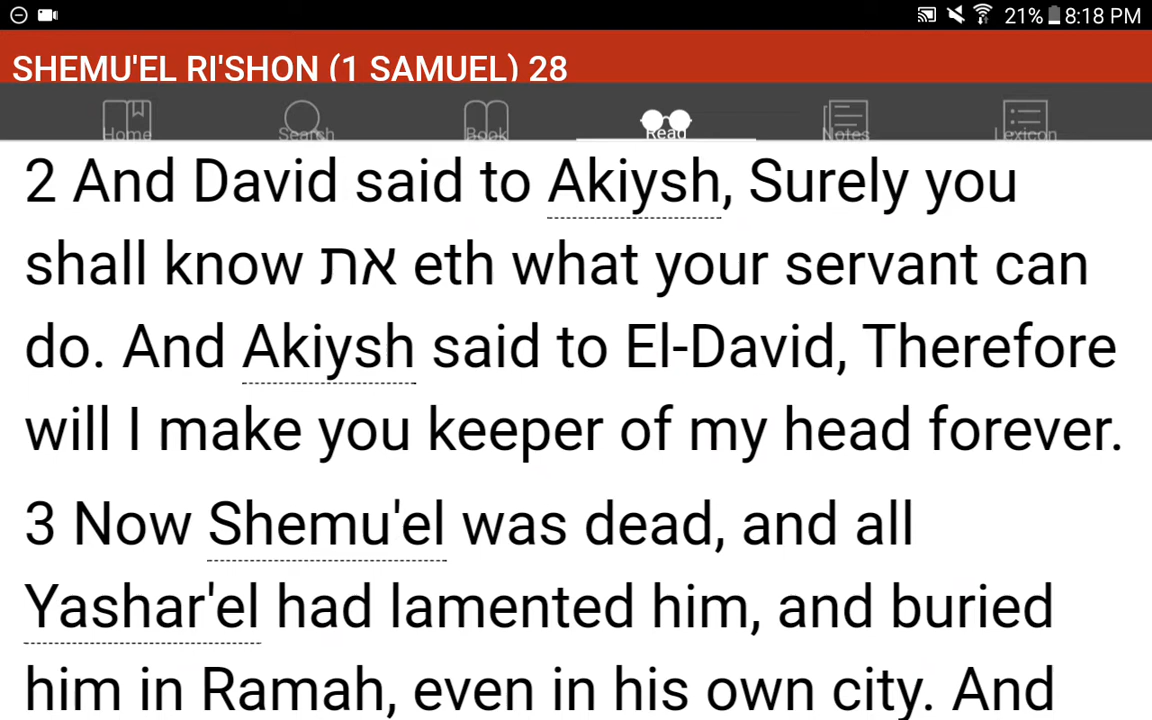 21% 8:18 PM
SHEMU'EL RI'SHON (1 SAMUEL) 28
Home Search Book Read Notes Lexicon
2 And David said to Akiysh, Surely you
shall know את eth what your servant can
do. And Akiysh said to El-David, Therefore
will I make you keeper of my head forever.
3 Now Shemu'el was dead, and all
Yashar'el had lamented him, and buried
him in Ramah, even in his own city. And